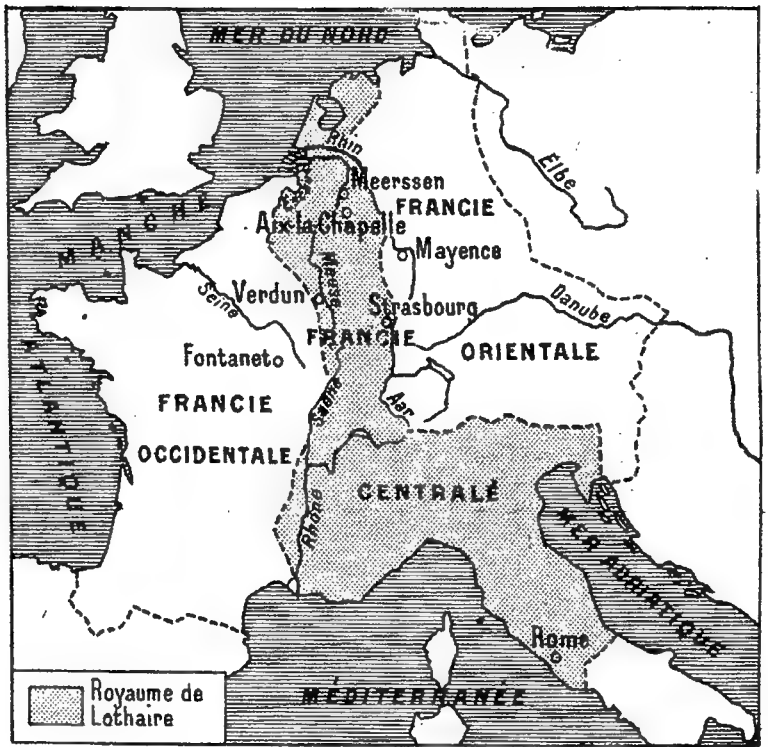 MER DU NORD
Rhin
Elbe
Meerssen
FRANCIE
Escaut
Aix-la-Chapelle
MANCHE
Mayence
Meuse
Seine
Verdun
Strasbourg
Danube
FRANCIE
ORIENTALE
Fontaneto
Saône
Aar
FRANCIE
OCCIDENTALE
ATLANTIQUE
CENTRALE
Rhône
MER ADRIATIQUE
Rome
MÉDITERRANÉE
Royaume de
Lothaire